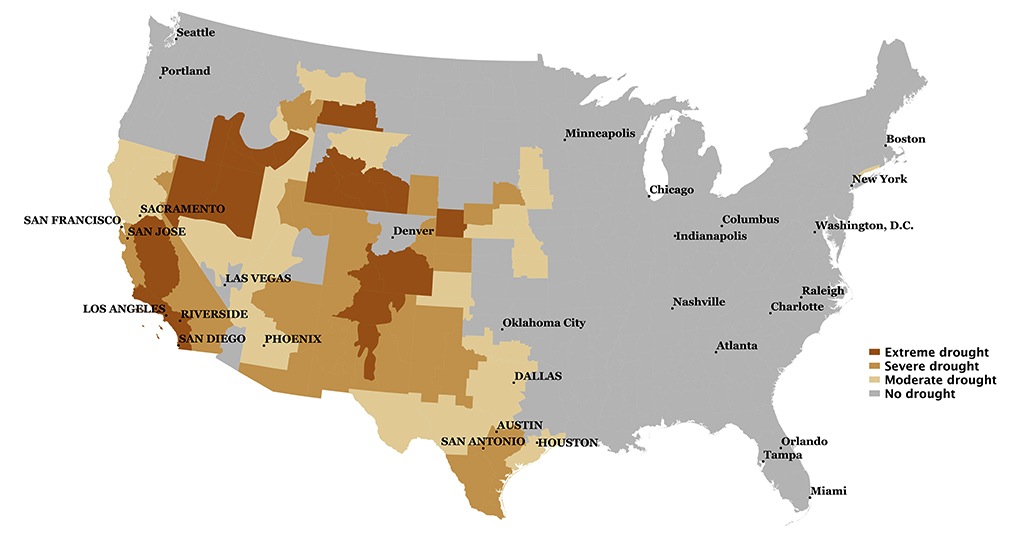 Seattle
Portland
Minneapolis
Boston
New York
Chicago
SACRAMENTO
SAN FRANCISCO
SAN JOSE
Denver
Columbus
Indianapolis
Washington, D.C.
LAS VEGAS
Raleigh
Nashville
Charlotte
LOS ANGELES
RIVERSIDE
Oklahoma City
SAN DIEGO
PHOENIX
Atlanta
Extreme drought
Severe drought
Moderate drought
No drought
DALLAS
AUSTIN
SAN ANTONIO
HOUSTON
Orlando
Tampa
Miami